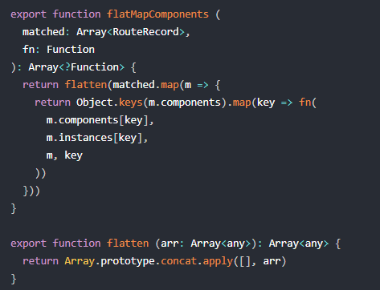 export function flatMapComponents (
  matched: Array<RouteRecord>,
  fn: Function
): Array<?Function> {
  return flatten(matched.map(m => {
    return Object.keys(m.components).map(key => fn(
      m.components[key],
      m.instances[key],
      m, key
    ))
  }))
}

export function flatten (arr: Array<any>): Array<any> {
  return Array.prototype.concat.apply([], arr)
}